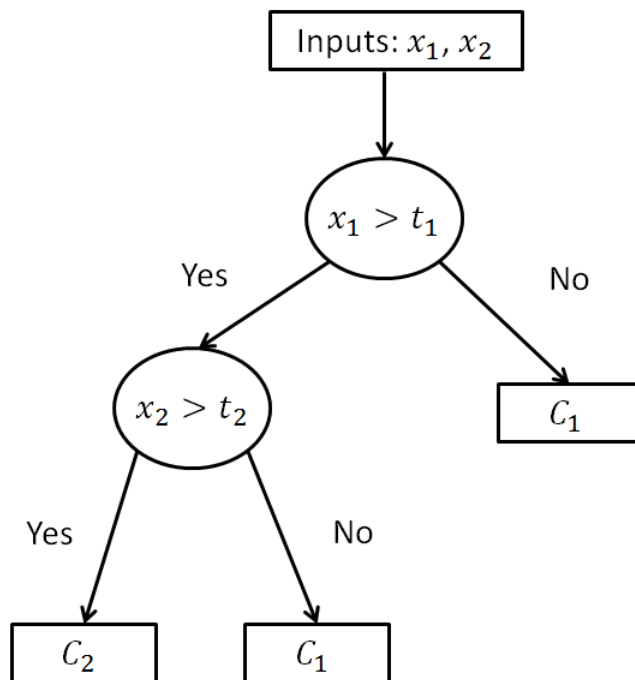 Inputs: x₁, x₂
x₁ > t₁
Yes
No
x₂ > t₂
C₁
Yes
No
C₂
C₁